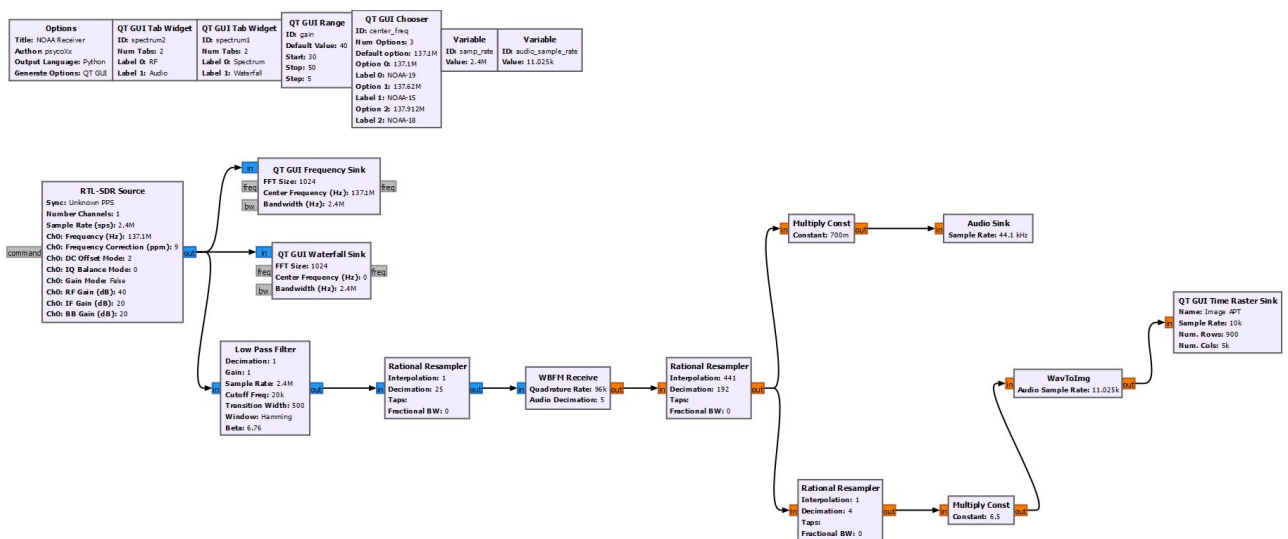 Options
Title: NOAA Receiver
Author: psycoXx
Output Language: Python
Generate Options: QT GUI
QT GUI Tab Widget
ID: spectrum2
Num Tabs: 2
Label 0: RF
Label 1: Audio
QT GUI Tab Widget
ID: spectrum1
Num Tabs: 2
Label 0: Spectrum
Label 1: Waterfall
QT GUI Range
ID: gain
Default Value: 40
Start: 30
Stop: 50
Step: 5
QT GUI Chooser
ID: center_freq
Num Options: 3
Default option: 137.1M
Option 0: 137.1M
Label 0: NOAA-19
Option 1: 137.62M
Label 1: NOAA-15
Option 2: 137.912M
Label 2: NOAA-18
Variable
ID: samp_rate
Value: 2.4M
Variable
ID: audio_sample_rate
Value: 11.025k
RTL-SDR Source
Sync: Unknown PPS
Number Channels: 1
Sample Rate (sps): 2.4M
Ch0: Frequency (Hz): 137.1M
Ch0: Frequency Correction (ppm): 9
Ch0: DC Offset Mode: 2
Ch0: IQ Balance Mode: 0
Ch0: Gain Mode: False
Ch0: RF Gain (dB): 40
Ch0: IF Gain (dB): 20
Ch0: BB Gain (dB): 20
command
out
in
freq
bw
QT GUI Frequency Sink
FFT Size: 1024
Center Frequency (Hz): 137.1M
Bandwidth (Hz): 2.4M
freq
in
freq
bw
QT GUI Waterfall Sink
FFT Size: 1024
Center Frequency (Hz): 0
Bandwidth (Hz): 2.4M
freq
in
Low Pass Filter
Decimation: 1
Gain: 1
Sample Rate: 2.4M
Cutoff Freq: 20k
Transition Width: 500
Window: Hamming
Beta: 6.76
out
in
Rational Resampler
Interpolation: 1
Decimation: 25
Taps:
Fractional BW: 0
out
in
WBFM Receive
Quadrature Rate: 96k
Audio Decimation: 5
out
in
Rational Resampler
Interpolation: 441
Decimation: 192
Taps:
Fractional BW: 0
out
in
Multiply Const
Constant: 700m
out
in
Audio Sink
Sample Rate: 44.1 kHz
in
Rational Resampler
Interpolation: 1
Decimation: 4
Taps:
Fractional BW: 0
out
in
Multiply Const
Constant: 6.5
out
in
WavToImg
Audio Sample Rate: 11.025k
out
in
QT GUI Time Raster Sink
Name: Image APT
Sample Rate: 10k
Num. Rows: 900
Num. Cols: 5k